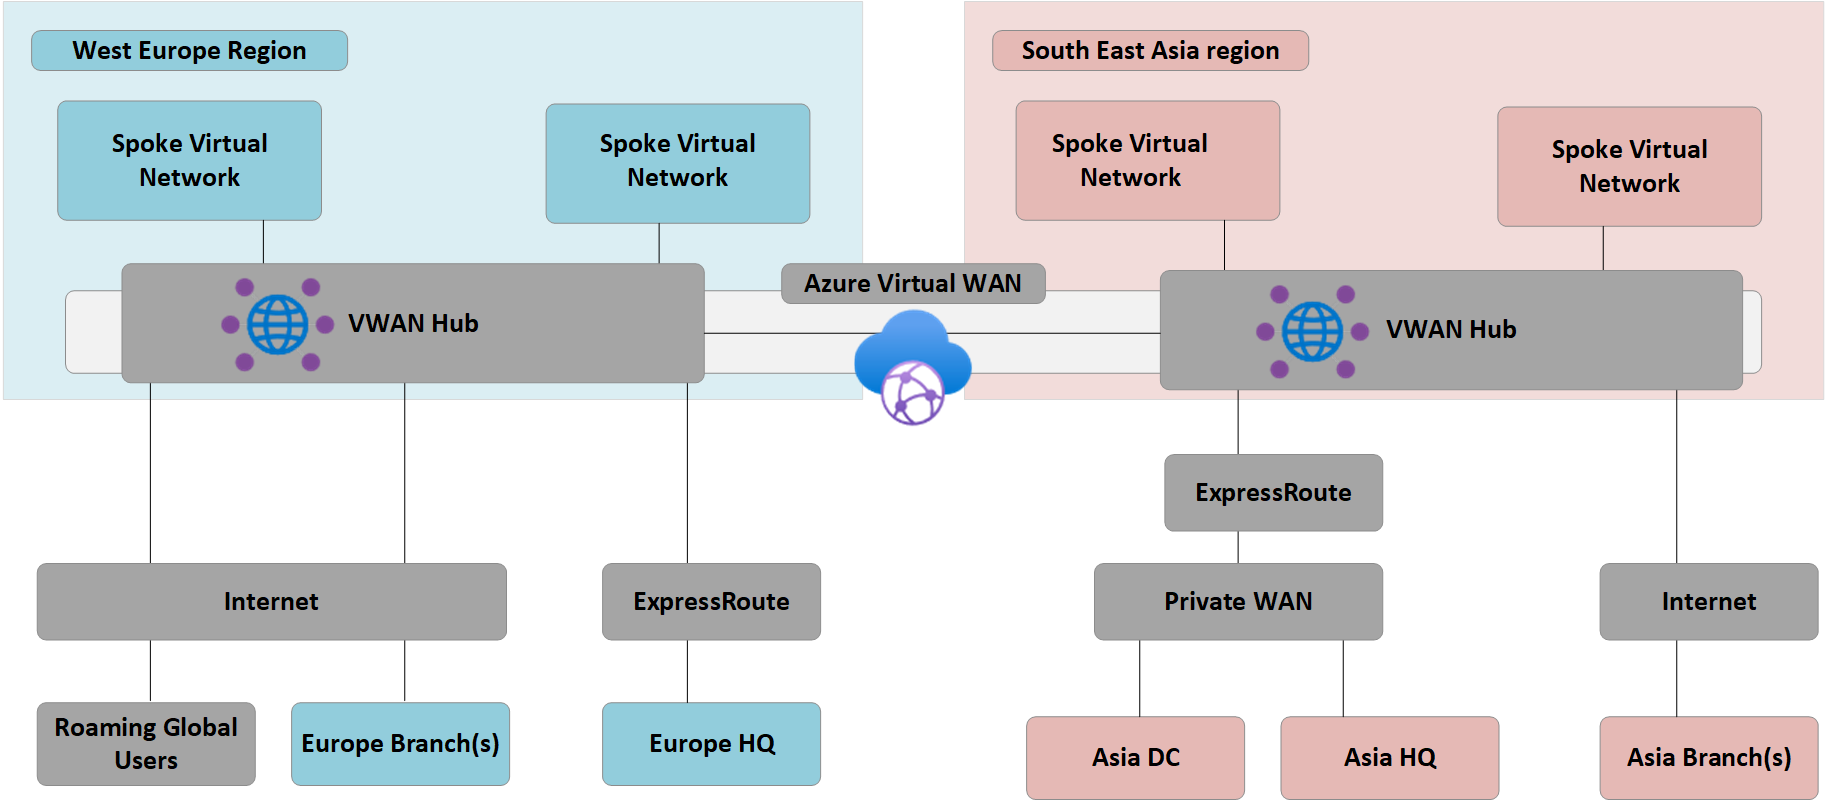 West Europe Region
South East Asia region
Spoke Virtual
Network
Spoke Virtual
Network
Spoke Virtual
Network
Spoke Virtual
Network
Azure Virtual WAN
VWAN Hub
VWAN Hub
ExpressRoute
Internet
ExpressRoute
Private WAN
Internet
Roaming Global
Users
Europe Branch(s)
Europe HQ
Asia DC
Asia HQ
Asia Branch(s)